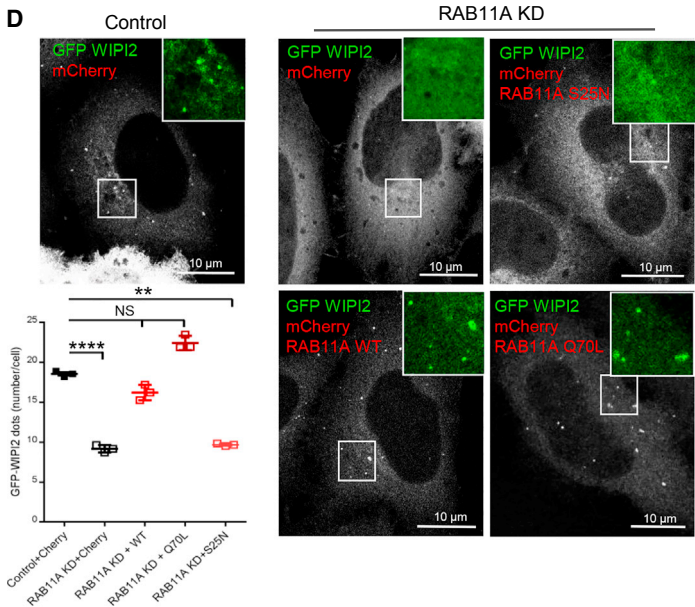 D
Control
RAB11A KD
GFP WIPI2
mCherry
10 µm
GFP WIPI2
mCherry
10 µm
GFP WIPI2
mCherry
RAB11A S25N
10 µm
**
NS
****
25
20
15
10
5
0
GFP-WIPI2 dots (number/cell)
Control+Cherry
RAB11A KD+Cherry
RAB11A KD + WT
RAB11A KD + Q70L
RAB11A KD+S25N
GFP WIPI2
mCherry
RAB11A WT
10 µm
GFP WIPI2
mCherry
RAB11A Q70L
10 µm